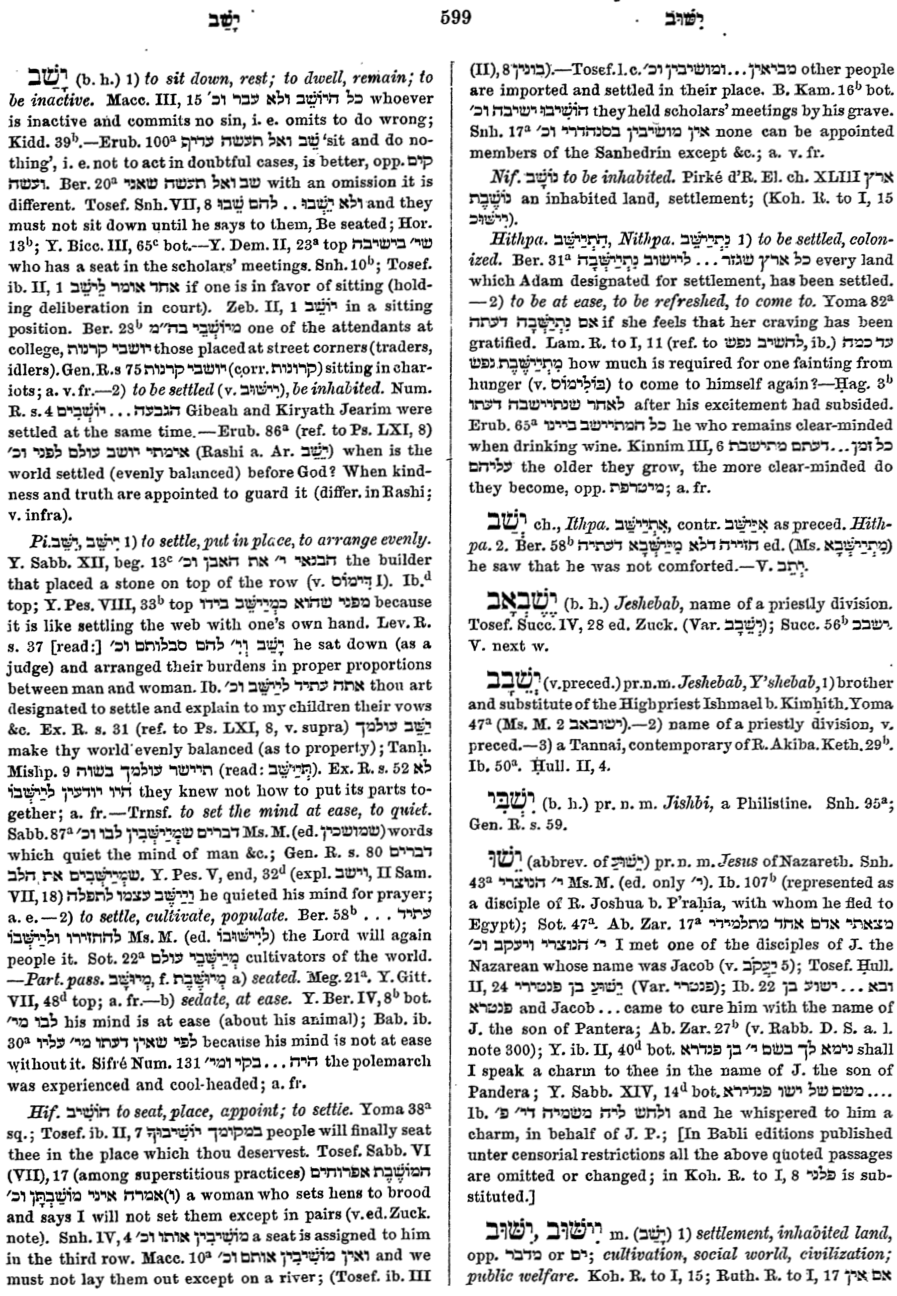 יָשַׁב 599 יִשּׁוּב
יָשַׁב (b. h.) 1) to sit down, rest; to dwell, remain; to
be inactive. Macc. III, 15 כל היושב ולא עבר וכ׳ whoever
is inactive and commits no sin, i. e. omits to do wrong;
Kidd. 39b.—Erub. 100a שב ואל תעשה עדיף 'sit and do no-
thing', i. e. not to act in doubtful cases, is better, opp. קום
ועשה. Ber. 20a שב ואל תעשה שאני with an omission it is
different. Tosef. Snh. VII, 8 ולא יֵשְׁבוּ .. להם שְׁבוּ and they
must not sit down until he says to them, Be seated; Hor.
13b; Y. Bicc. III, 65c bot.—Y. Dem. II, 23a top שי׳ בישיבה
who has a seat in the scholars' meetings. Snh. 10b; Tosef.
ib. II, 1 אחד אומר לֵישֵׁב if one is in favor of sitting (hold-
ing deliberation in court). Zeb. II, 1 יוֹשֵׁב in a sitting
position. Ber. 28b מיושבי בה״מ one of the attendants at
college, יושבי קרנות those placed at street corners (traders,
idlers). Gen. R. s 75 יושבי קרנות (corr. קרונות) sitting in char-
iots; a. v. fr.—2) to be settled (v. יִישּׁוּב), be inhabited. Num.
R. s. 4 הגבעה ... יושבים Gibeah and Kiryath Jearim were
settled at the same time.—Erub. 86a (ref. to Ps. LXI, 8)
אימתי יושב עולם לפני וכ׳ (Rashi a. Ar. יֵשֵׁב) when is the
world settled (evenly balanced) before God? When kind-
ness and truth are appointed to guard it (differ. in Rashi;
v. infra).
Pi. יִשֵּׁב, יִישֵּׁב 1) to settle, put in place, to arrange evenly.
Y. Sabb. XII, beg. 13c הבנאי י׳ את האבן וכ׳ the builder
that placed a stone on top of the row (v. דִּימוֹס I). Ib.d
top; Y. Pes. VIII, 33b top מפני שהוא כמיישב בידו because
it is like settling the web with one's own hand. Lev. R.
s. 37 [read:] יָשַׁב וְיִ׳ להם סבלותם וכ׳ he sat down (as a
judge) and arranged their burdens in proper proportions
between man and woman. Ib. אתה עתיד לְיַישֵּׁב וכ׳ thou art
designated to settle and explain to my children their vows
&c. Ex. R. s. 31 (ref. to Ps. LXI, 8, v. supra) יַשֵּׁב עולמך
make thy world evenly balanced (as to property); Tanḥ.
Mishp. 9 תיישר עולמך בשוה (read: תְּיַישֵּׁב). Ex. R. s. 52 לא
היו יודעין לְיַישְּׁבוֹ they knew not how to put its parts to-
gether; a. fr.—Trnsf. to set the mind at ease, to quiet.
Sabb. 87a דברים שמיישבין לבו וכ׳ Ms. M. (ed. שמושכין) words
which quiet the mind of man &c.; Gen. R. s. 80 דברים
שמיישבים את הלב. Y. Pes. V, end, 32d (expl. וישב, II Sam.
VII, 18) וְיִישֵּׁב עצמו לתפלה he quieted his mind for prayer;
a. e.—2) to settle, cultivate, populate. Ber. 58b עתיד ...
להחזירו וליישבו Ms. M. (ed. לְיִישּׁוּבוֹ) the Lord will again
people it. Sot. 22a מְיַישְּׁבֵי עולם cultivators of the world.
—Part. pass. מְיוּשָּׁב, f. מְיוּשֶּׁבֶת a) seated. Meg. 21a. Y. Gitt.
VII, 48d top; a. fr.—b) sedate, at ease. Y. Ber. IV, 8b bot.
לבו מי׳ his mind is at ease (about his animal); Bab. ib.
30a לפי שאין דעתו מי׳ עליו because his mind is not at ease
without it. Sifré Num. 131 היה...בקי ומי׳ the polemarch
was experienced and cool-headed; a. fr.
Hif. הוֹשִׁיב to seat, place, appoint; to settle. Yoma 38a
sq.; Tosef. ib. II, 7 במקומך יושיבוך people will finally seat
thee in the place which thou deservest. Tosef. Sabb. VI
(VII), 17 (among superstitious practices) המושבת אפרוחים
ו)אמרה איני מושבתן וכ׳) a woman who sets hens to brood
and says I will not set them except in pairs (v. ed. Zuck.
note). Snh. IV, 4 מושיבין אותו וכ׳ a seat is assigned to him
in the third row. Macc. 10a ואין מושיבין אותם וכ׳ and we
must not lay them out except on a river; (Tosef. ib. III
(II), 8 בונין).—Tosef. l. c. מביאין...ומושיבין וכ׳ other people
are imported and settled in their place. B. Kam. 16b bot.
הושיבו ישיבה וכ׳ they held scholars' meetings by his grave.
Snh. 17a אין מושיבין בסנהדרי וכ׳ none can be appointed
members of the Sanhedrin except &c.; a. v. fr.
Nif. נוֹשַׁב to be inhabited. Pirké d'R. El. ch. XLIII ארץ
נושבת an inhabited land, settlement; (Koh. R. to I, 15
יישוב).
Hithpa. הִתְיַישֵּׁב, Nithpa. נִתְיַישֵּׁב 1) to be settled, colon-
ized. Ber. 31a כל ארץ שגזר ... ליישוב נתיישבה every land
which Adam designated for settlement, has been settled.
—2) to be at ease, to be refreshed, to come to. Yoma 82a
אם נתיישבה דעתה if she feels that her craving has been
gratified. Lam. R. to I, 11 (ref. to להשיב נפש, ib.) עד כמה
מתיישבת נפש how much is required for one fainting from
hunger (v. בּוּלִימוֹס) to come to himself again?—Hag. 3b
לאחר שנתיישבה דעתו after his excitement had subsided.
Erub. 65a כל המתיישב ביינו he who remains clear-minded
when drinking wine. Kinnim III, 6 כל זמן...דעתם מתישבת
עליהם the older they grow, the more clear-minded do
they become, opp. מיטרפת; a. fr.
יְשַׁב ch., Ithpa. אִתְיַישֵּׁב, contr. אִיַּישֵּׁב as preced. Hith-
pa. 2. Ber. 58b חזייה דלא מיישבא דעתיה ed. (Ms. מתיישבא)
he saw that he was not comforted.—V. יְתֵב.
יֶשֶׁבְאָב (b. h.) Jeshebab, name of a priestly division.
Tosef. Succ. IV, 28 ed. Zuck. (Var. יֵשֵׁבָב); Succ. 56b ישבב.
V. next w.
יְשֵׁבָב (v. preced.) pr. n. m. Jeshebab, Y'shebab, 1) brother
and substitute of the Highpriest Ishmael b. Kimḥith. Yoma
47a (Ms. M. 2 ישובאב).—2) name of a priestly division, v.
preced.—3) a Tannai, contemporary of R. Akiba. Keth. 29b.
Ib. 50a. Ḥull. II, 4.
יִשְׁבִּי (b. h.) pr. n. m. Jishbi, a Philistine. Snh. 95a;
Gen. R. s. 59.
יֵשׁוּ (abbrev. of יֵשׁוּעַ) pr. n. m. Jesus of Nazareth. Snh.
43a י׳ הנוצרי Ms. M. (ed. only י׳). Ib. 107b (represented as
a disciple of R. Joshua b. P'raḥia, with whom he fled to
Egypt); Sot. 47a. Ab. Zar. 17a מצאתי אדם אחד מתלמידי
י׳ הנוצרי ויעקב וכ׳ I met one of the disciples of J. the
Nazarean whose name was Jacob (v. יַעֲקֹב 5); Tosef. Ḥull.
II, 24 יֵשׁוּעַ בן פנטירי (Var. פנטרי); Ib. 22 ובא...ישוע בן
פנטרא and Jacob ... came to cure him with the name of
J. the son of Pantera; Ab. Zar. 27b (v. Rabb. D. S. a. l.
note 300); Y. ib. II, 40d bot. נימא לך בשם י׳ בן פנדרא shall
I speak a charm to thee in the name of J. the son of
Pandera; Y. Sabb. XIV, 14d bot. משם של ישו פנדירא....
Ib. ולחש ליה משמיה די׳ פ׳ and he whispered to him a
charm, in behalf of J. P.; [In Babli editions published
unter censorial restrictions all the above quoted passages
are omitted or changed; in Koh. R. to I, 8 פלני is sub-
stituted.]
יִשּׁוּב, יִישּׁוּב m. (יָשַׁב) 1) settlement, inhabited land,
opp. מדבר or ים; cultivation, social world, civilization;
public welfare. Koh. R. to I, 15; Ruth. R. to I, 17 אם אין